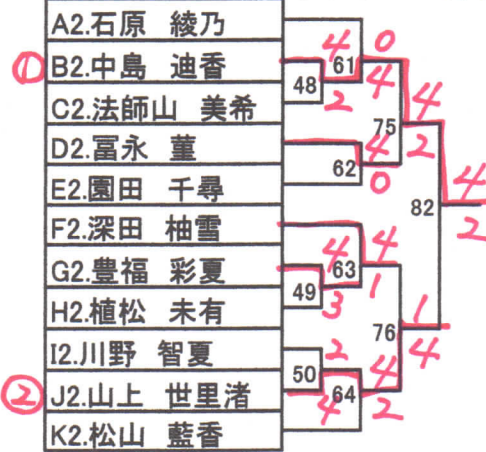 A2.石原 綾乃
① B2.中島 迪香
C2.法師山 美希
D2.冨永 菫
E2.園田 千尋
F2.深田 柚雪
G2.豊福 彩夏
H2.植松 未有
I2.川野 智夏
② J2.山上 世里渚
K2.松山 藍香
4 61 0
48 2 4
75 4
2
62 4
0
82 4
2
4 63 4
49 3 1
76 1
4
50 2
4 64 4
2